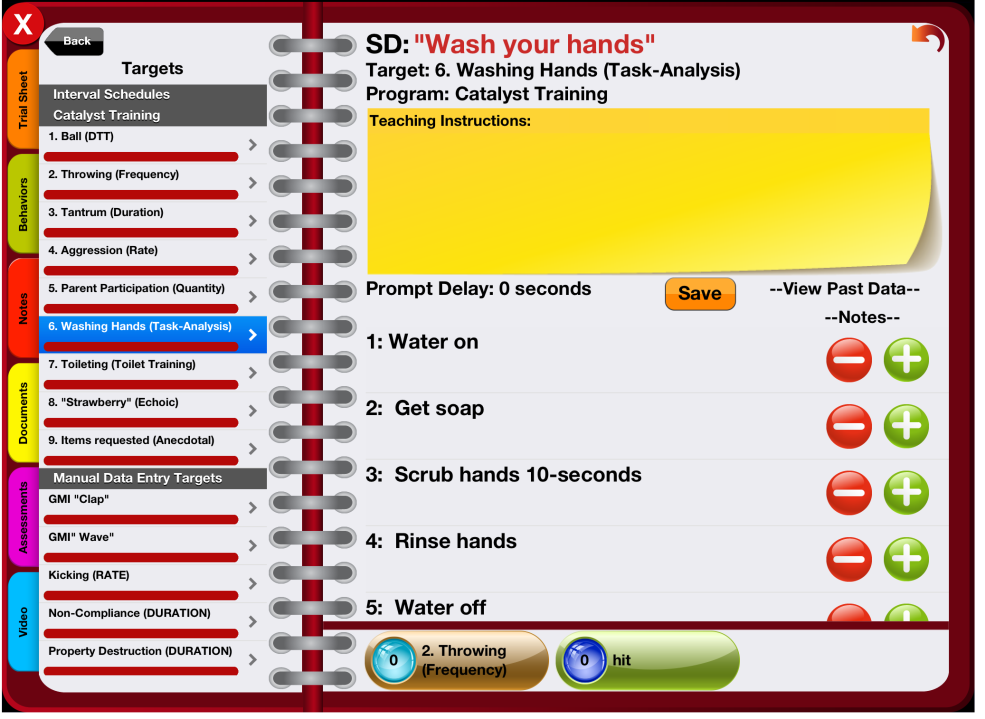 X
Back
Targets
Interval Schedules
Catalyst Training
1. Ball (DTT)
2. Throwing (Frequency)
3. Tantrum (Duration)
4. Aggression (Rate)
5. Parent Participation (Quantity)
6. Washing Hands (Task-Analysis)
7. Toileting (Toilet Training)
8. "Strawberry" (Echoic)
9. Items requested (Anecdotal)
Manual Data Entry Targets
GMI "Clap"
GMI" Wave"
Kicking (RATE)
Non-Compliance (DURATION)
Property Destruction (DURATION)
Trial Sheet
Behaviors
Notes
Documents
Assessments
Video
SD: "Wash your hands"
Target: 6. Washing Hands (Task-Analysis)
Program: Catalyst Training
Teaching Instructions:
Prompt Delay: 0 seconds
Save
--View Past Data--
--Notes--
1: Water on
2: Get soap
3: Scrub hands 10-seconds
4: Rinse hands
5: Water off
0
2. Throwing
(Frequency)
0
hit